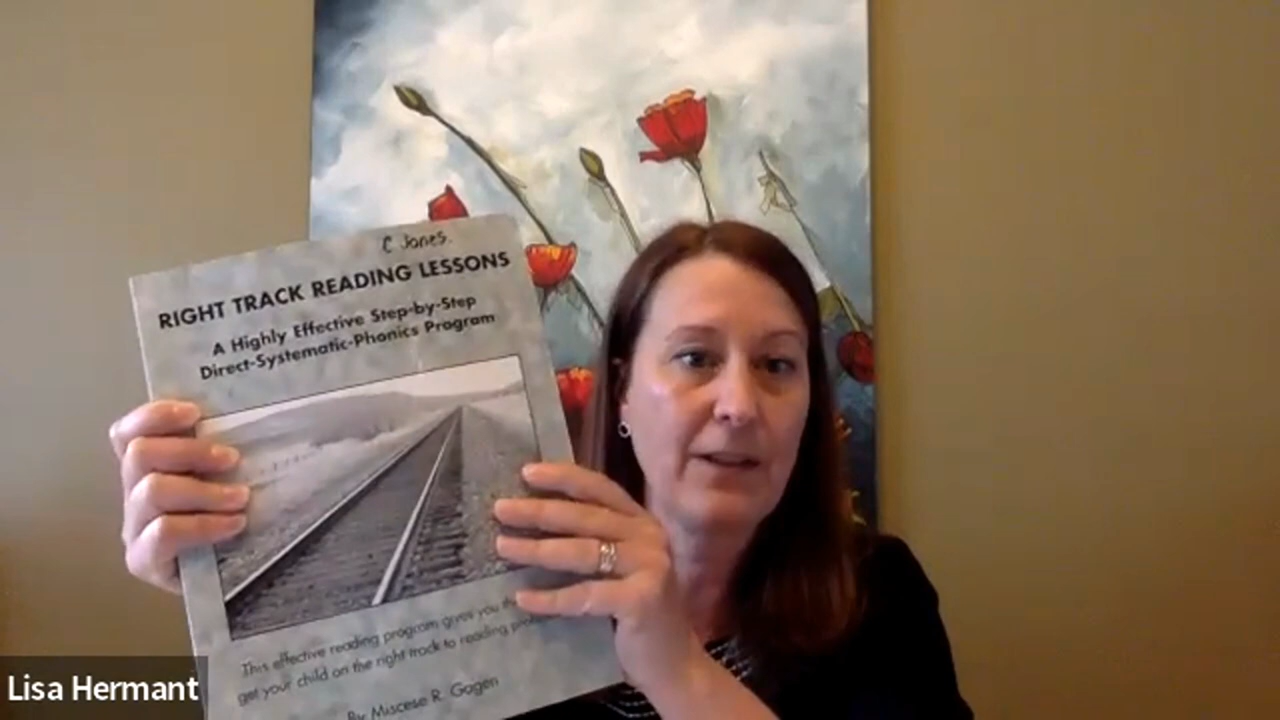 C Jones.
RIGHT TRACK READING LESSONS
A Highly Effective Step-by-Step
Direct-Systematic-Phonics Program
This effective reading program gives you
get your child on the right track to reading
By Miscese R. Gagen
Lisa Hermant